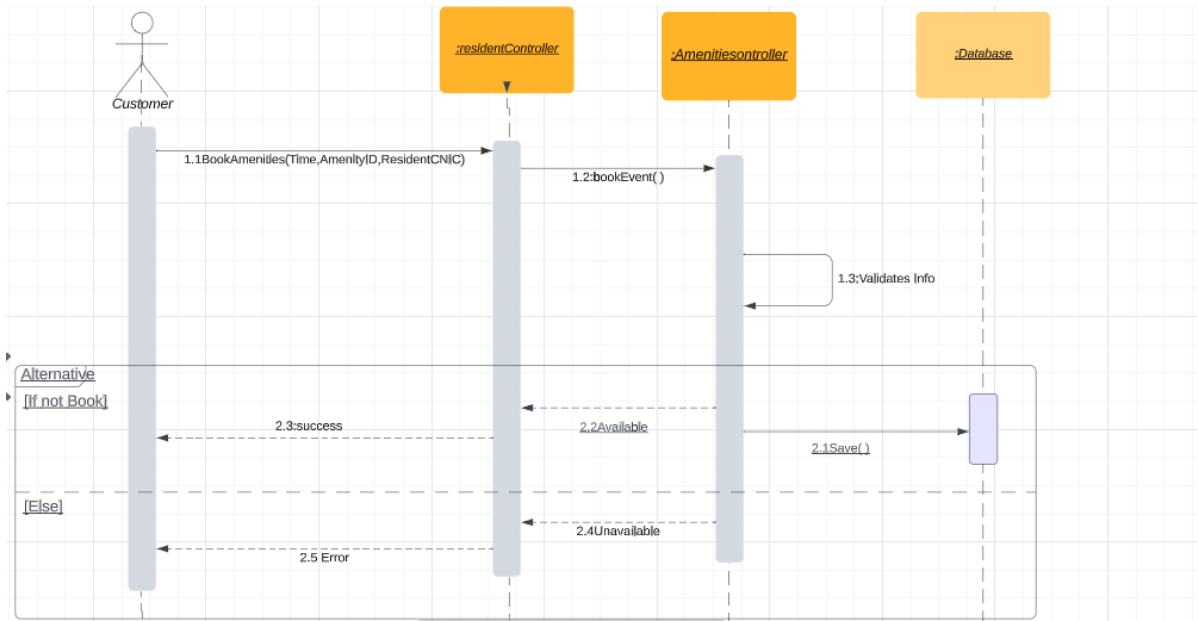 :residentController
:Amenitiesontroller
:Database
Customer
1.1BookAmenities(Time,AmenityID,ResidentCNIC)
1.2:bookEvent( )
1.3:Validates Info
Alternative
[If not Book]
2.2Available
2.3:success
2.1Save( )
[Else]
2.4Unavailable
2.5 Error